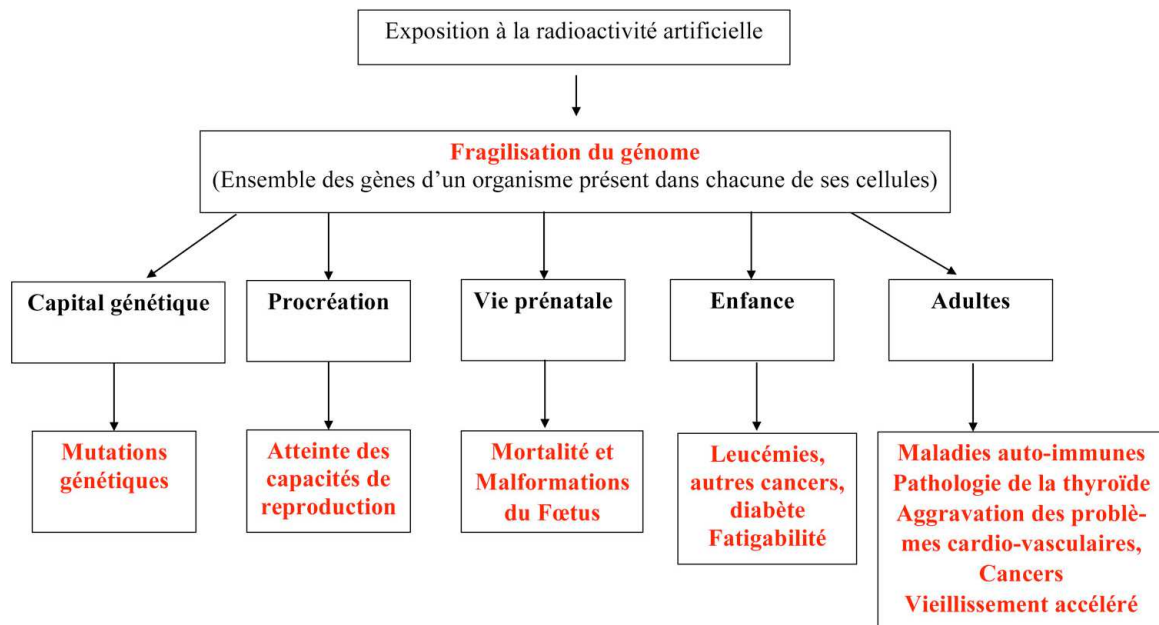 Exposition à la radioactivité artificielle
Fragilisation du génome
(Ensemble des gènes d’un organisme présent dans chacune de ses cellules)
Capital génétique
Procréation
Vie prénatale
Enfance
Adultes
Mutations
génétiques
Atteinte des
capacités de
reproduction
Mortalité et
Malformations
du Fœtus
Leucémies,
autres cancers,
diabète
Fatigabilité
Maladies auto-immunes
Pathologie de la thyroïde
Aggravation des problè-
mes cardio-vasculaires,
Cancers
Vieillissement accéléré